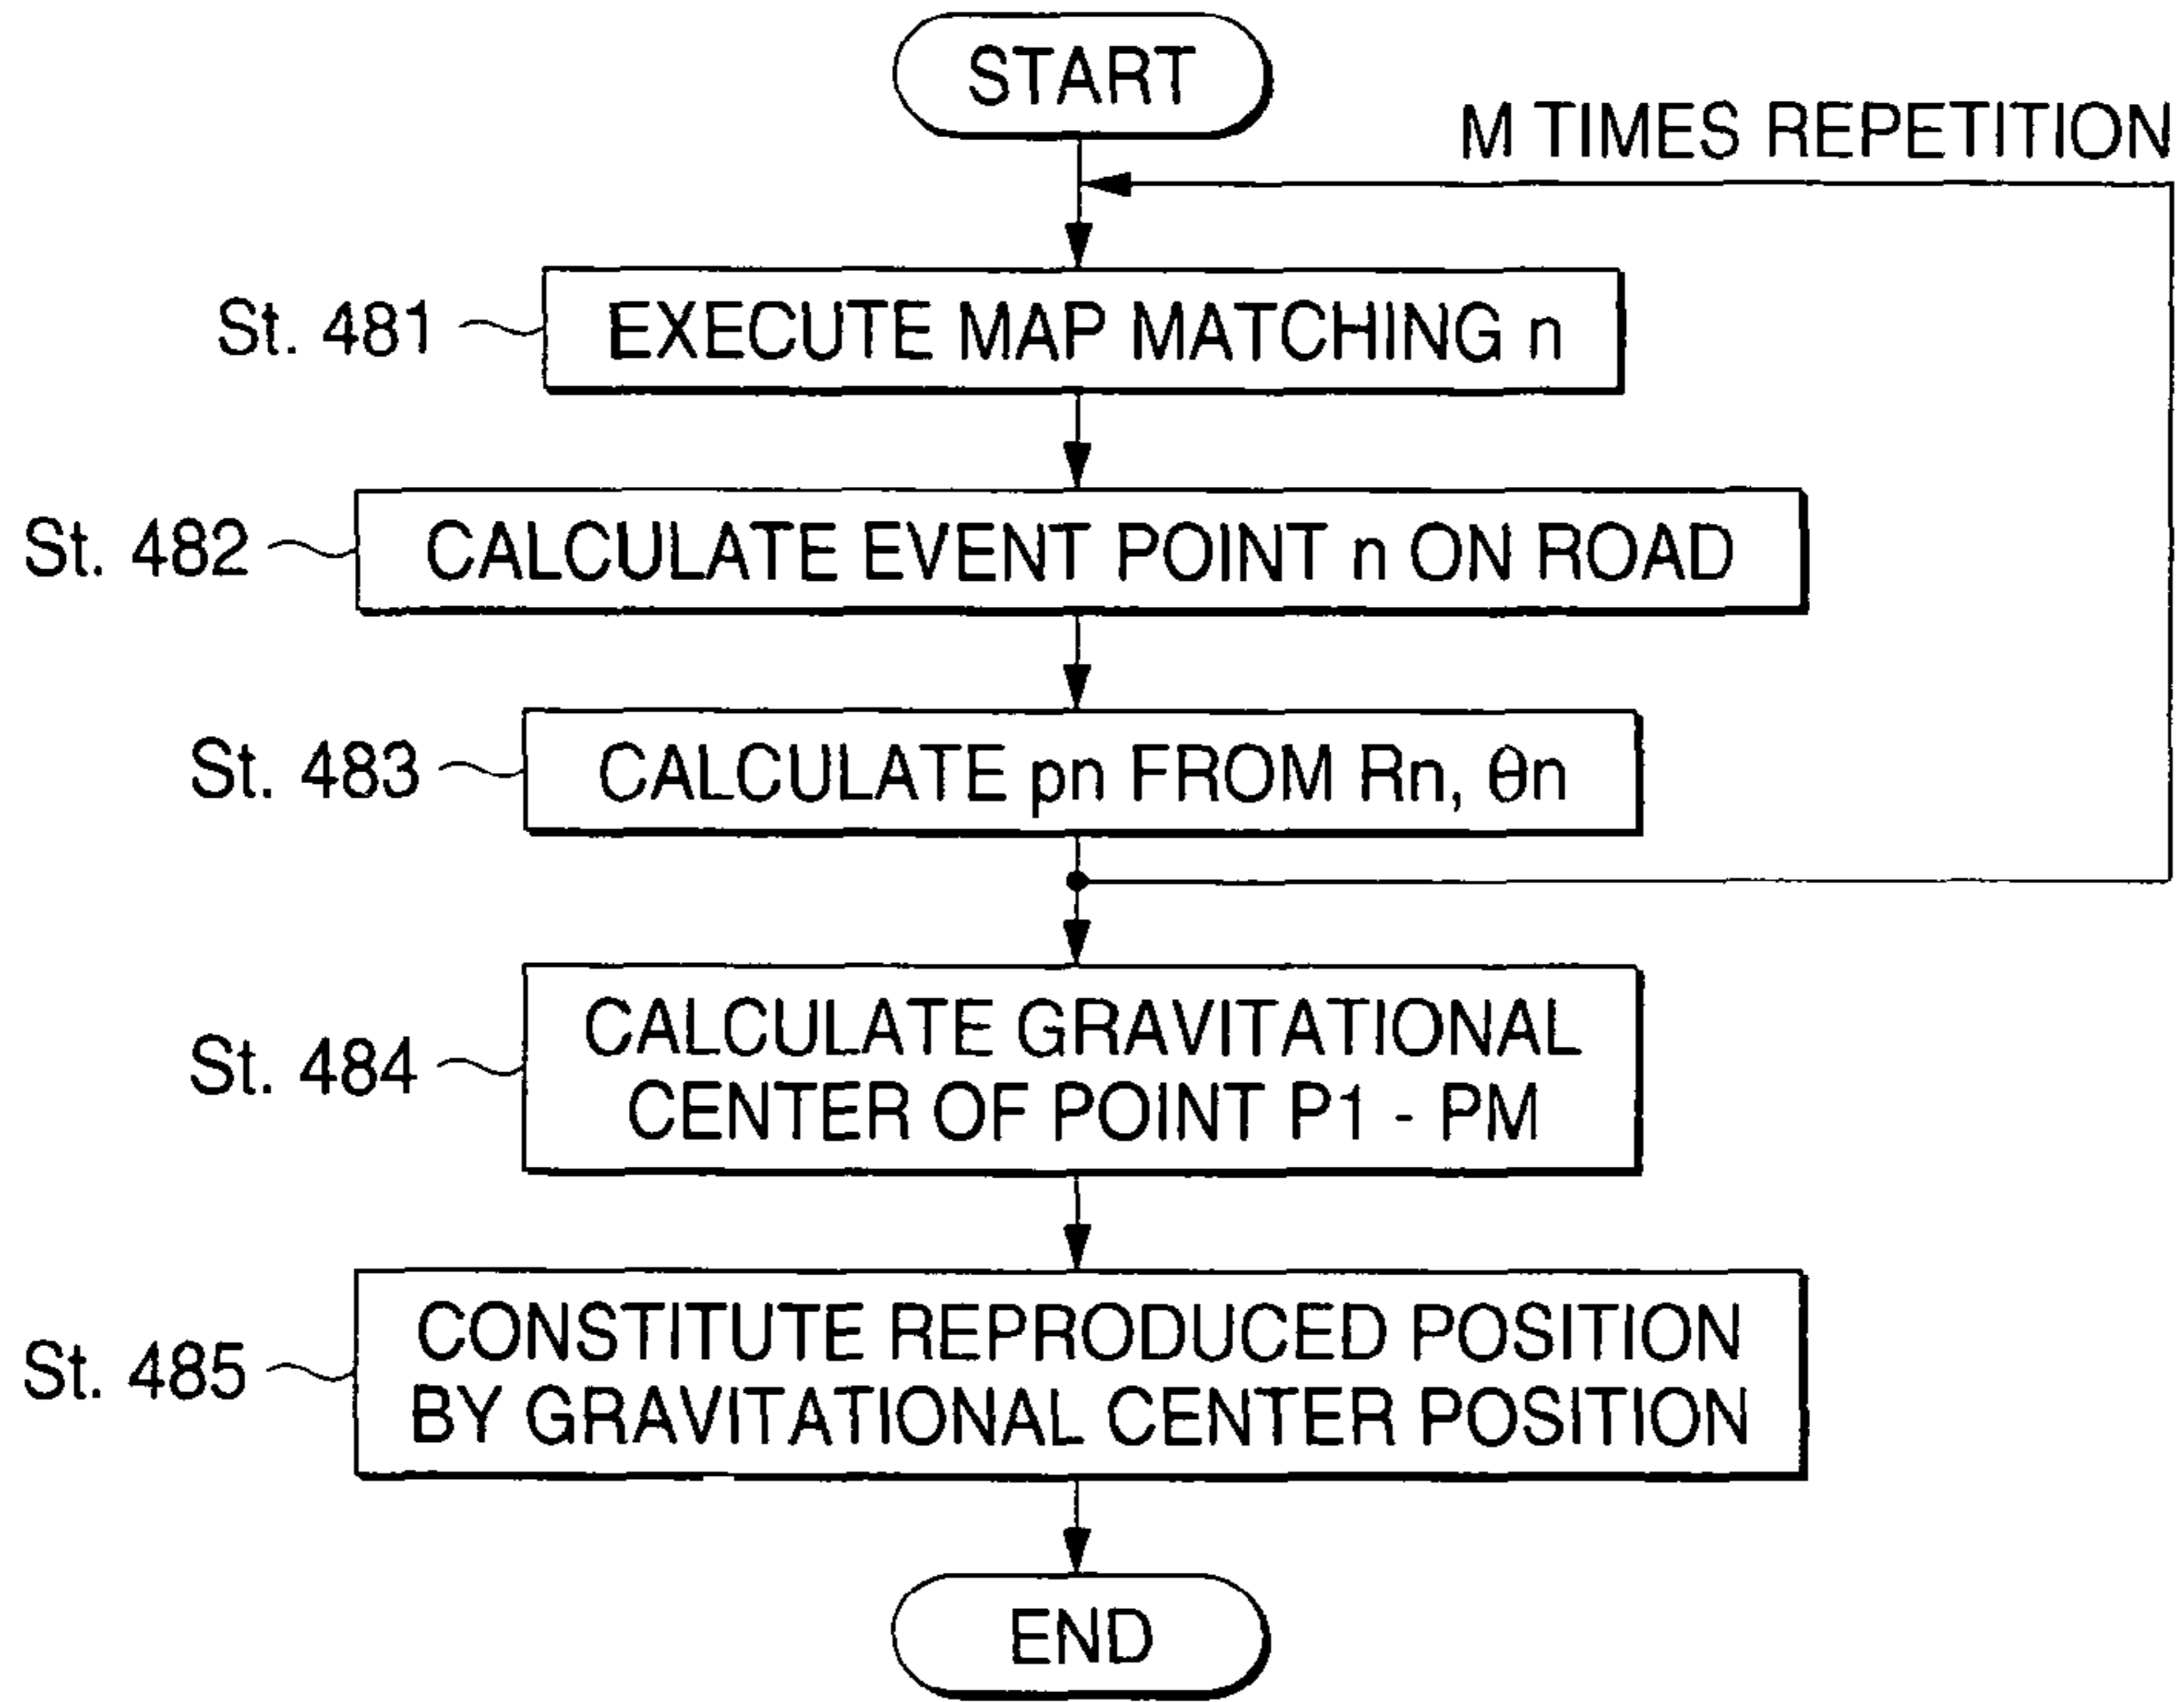 START
M TIMES REPETITION
St. 481
EXECUTE MAP MATCHING n
St. 482
CALCULATE EVENT POINT n ON ROAD
St. 483
CALCULATE pn FROM Rn, θn
St. 484
CALCULATE GRAVITATIONAL
CENTER OF POINT P1 - PM
St. 485
CONSTITUTE REPRODUCED POSITION
BY GRAVITATIONAL CENTER POSITION
END